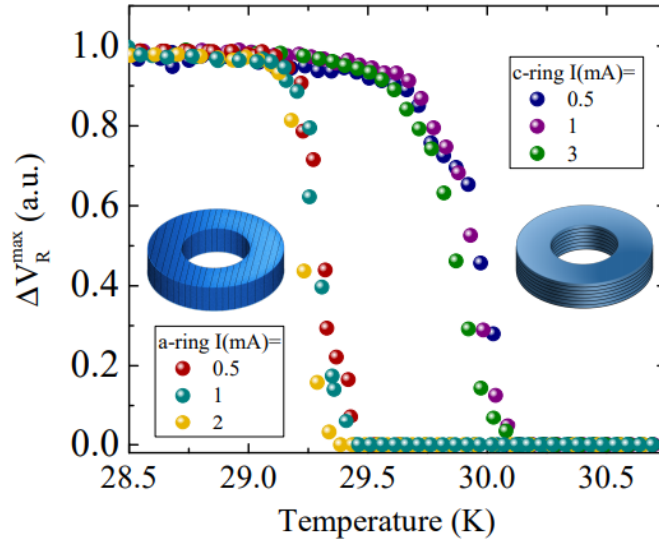 1.0
0.8
0.6
0.4
0.2
0.0
ΔV_R^max (a.u.)
c-ring I(mA)=
0.5
1
3
a-ring I(mA)=
0.5
1
2
28.5 29.0 29.5 30.0 30.5
Temperature (K)